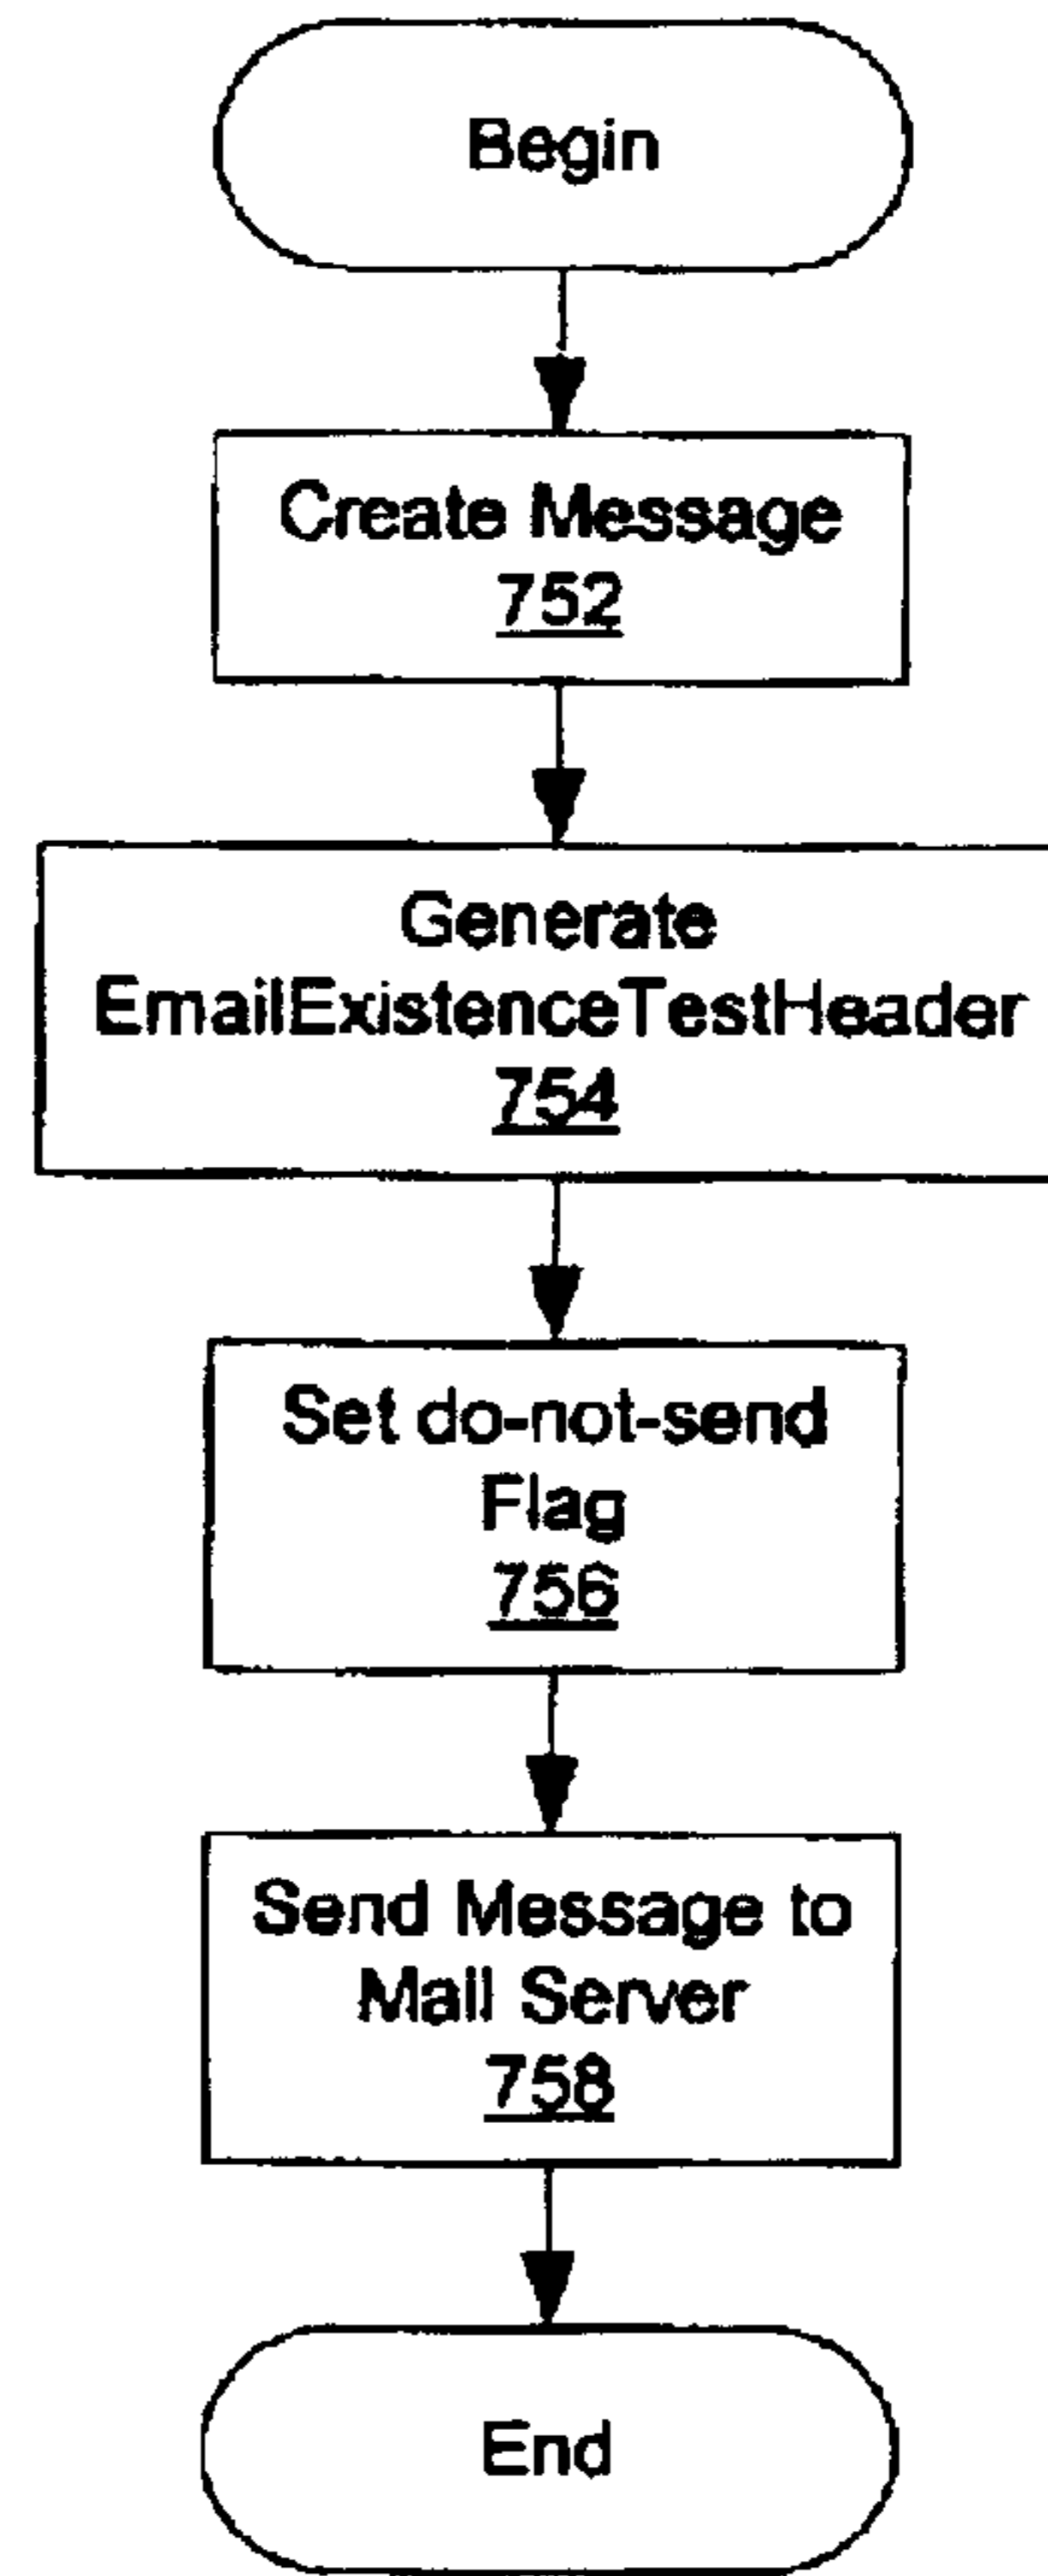 Begin
Create Message
752
Generate
EmailExistenceTestHeader
754
Set do-not-send
Flag
756
Send Message to
Mail Server
758
End